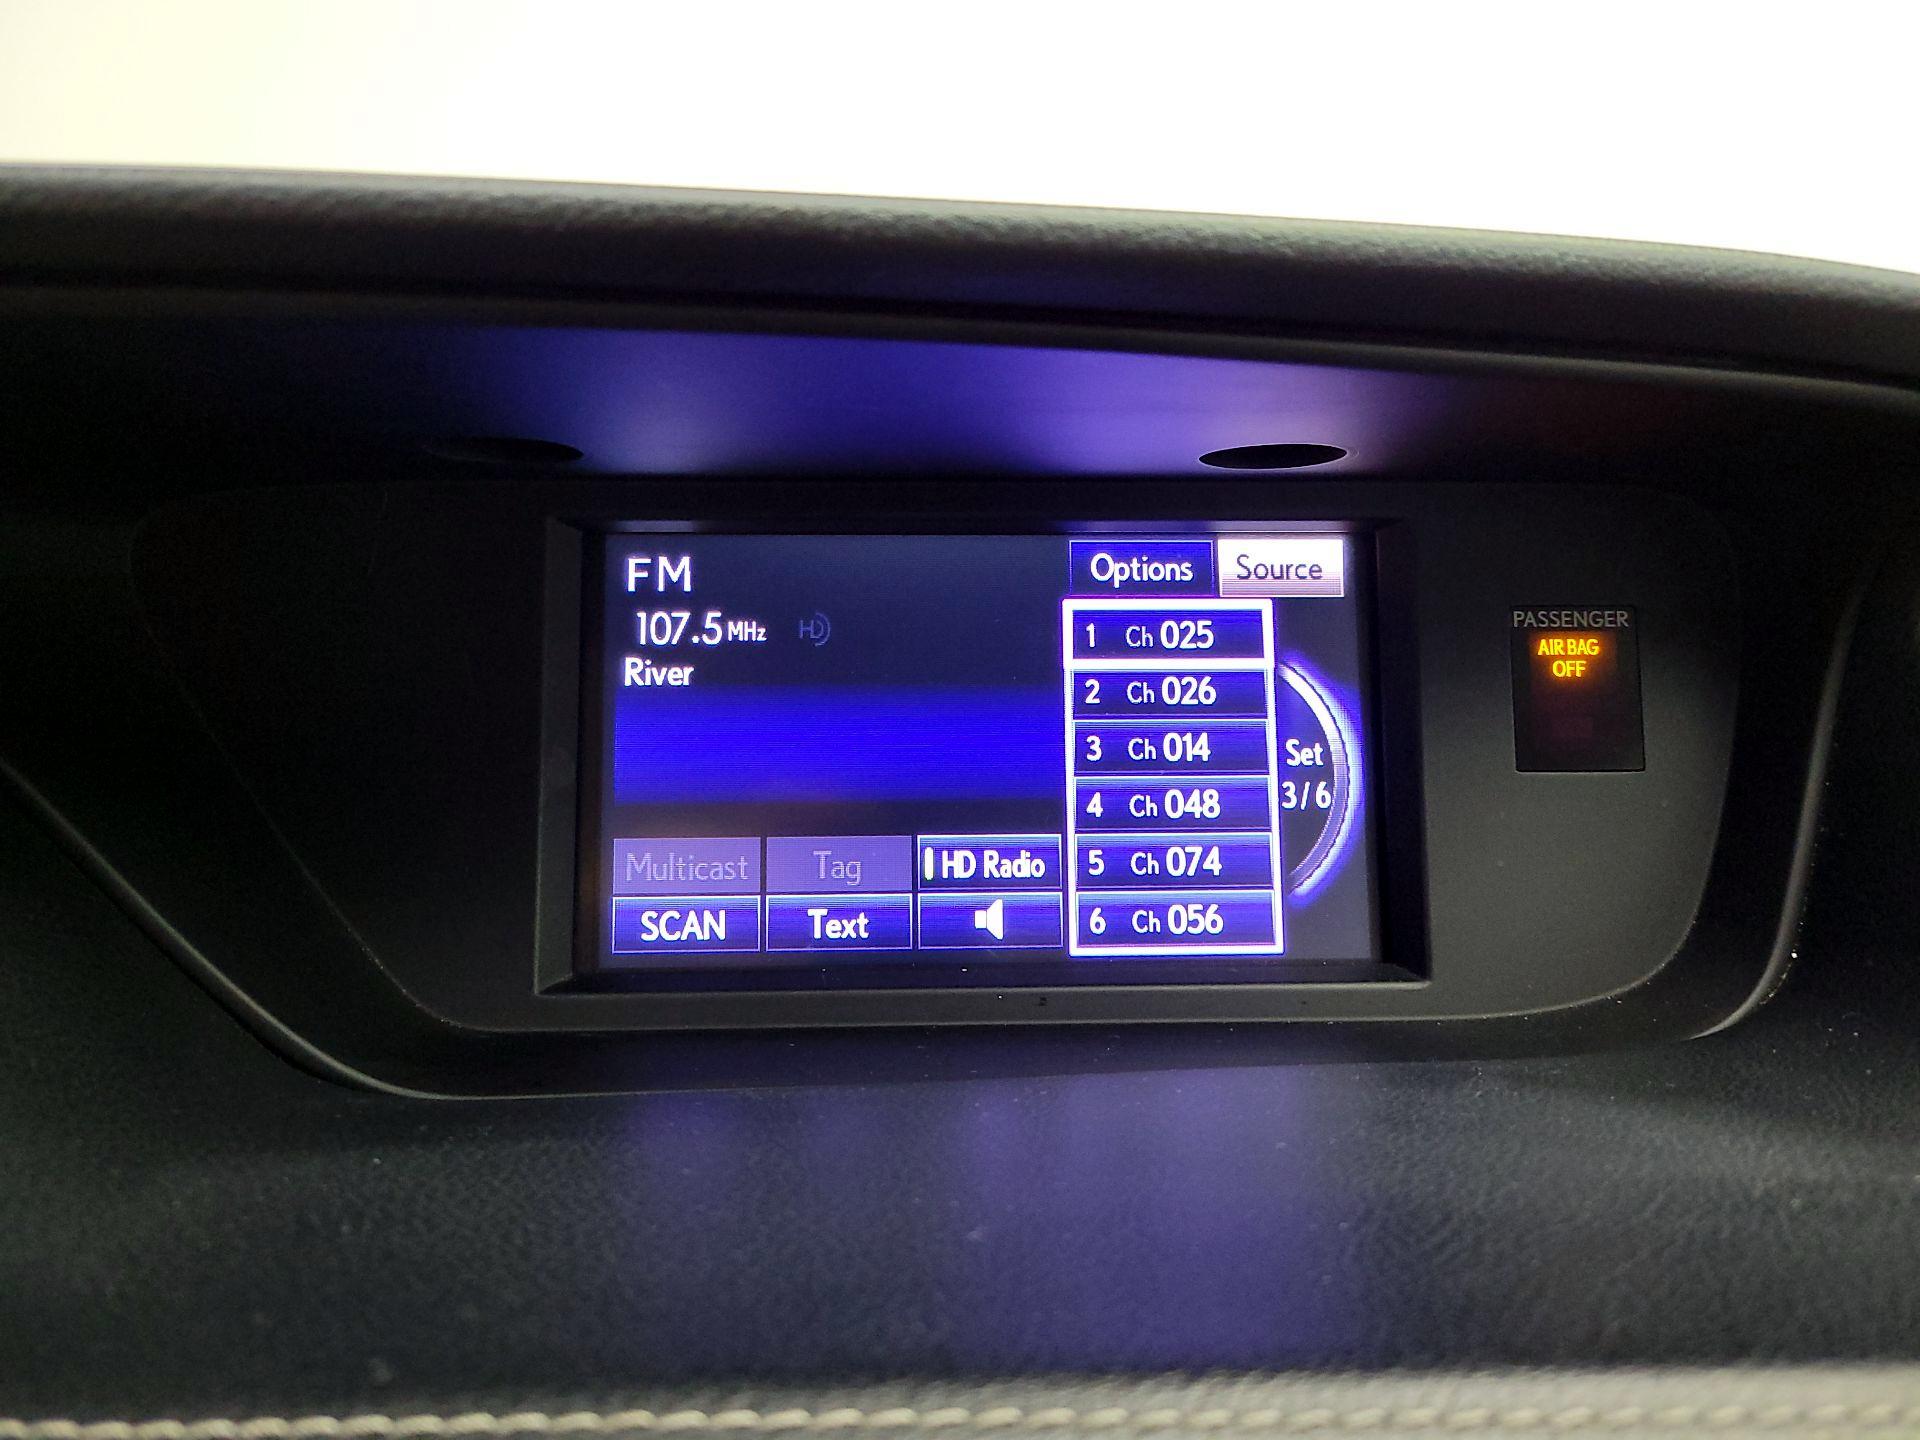 FM
107.5 MHz HD
River
Options Source
1 Ch 025
2 Ch 026
3 Ch 014
4 Ch 048
5 Ch 074
6 Ch 056
Set
3/6
Multicast Tag HD Radio
SCAN Text
PASSENGER
AIR BAG
OFF